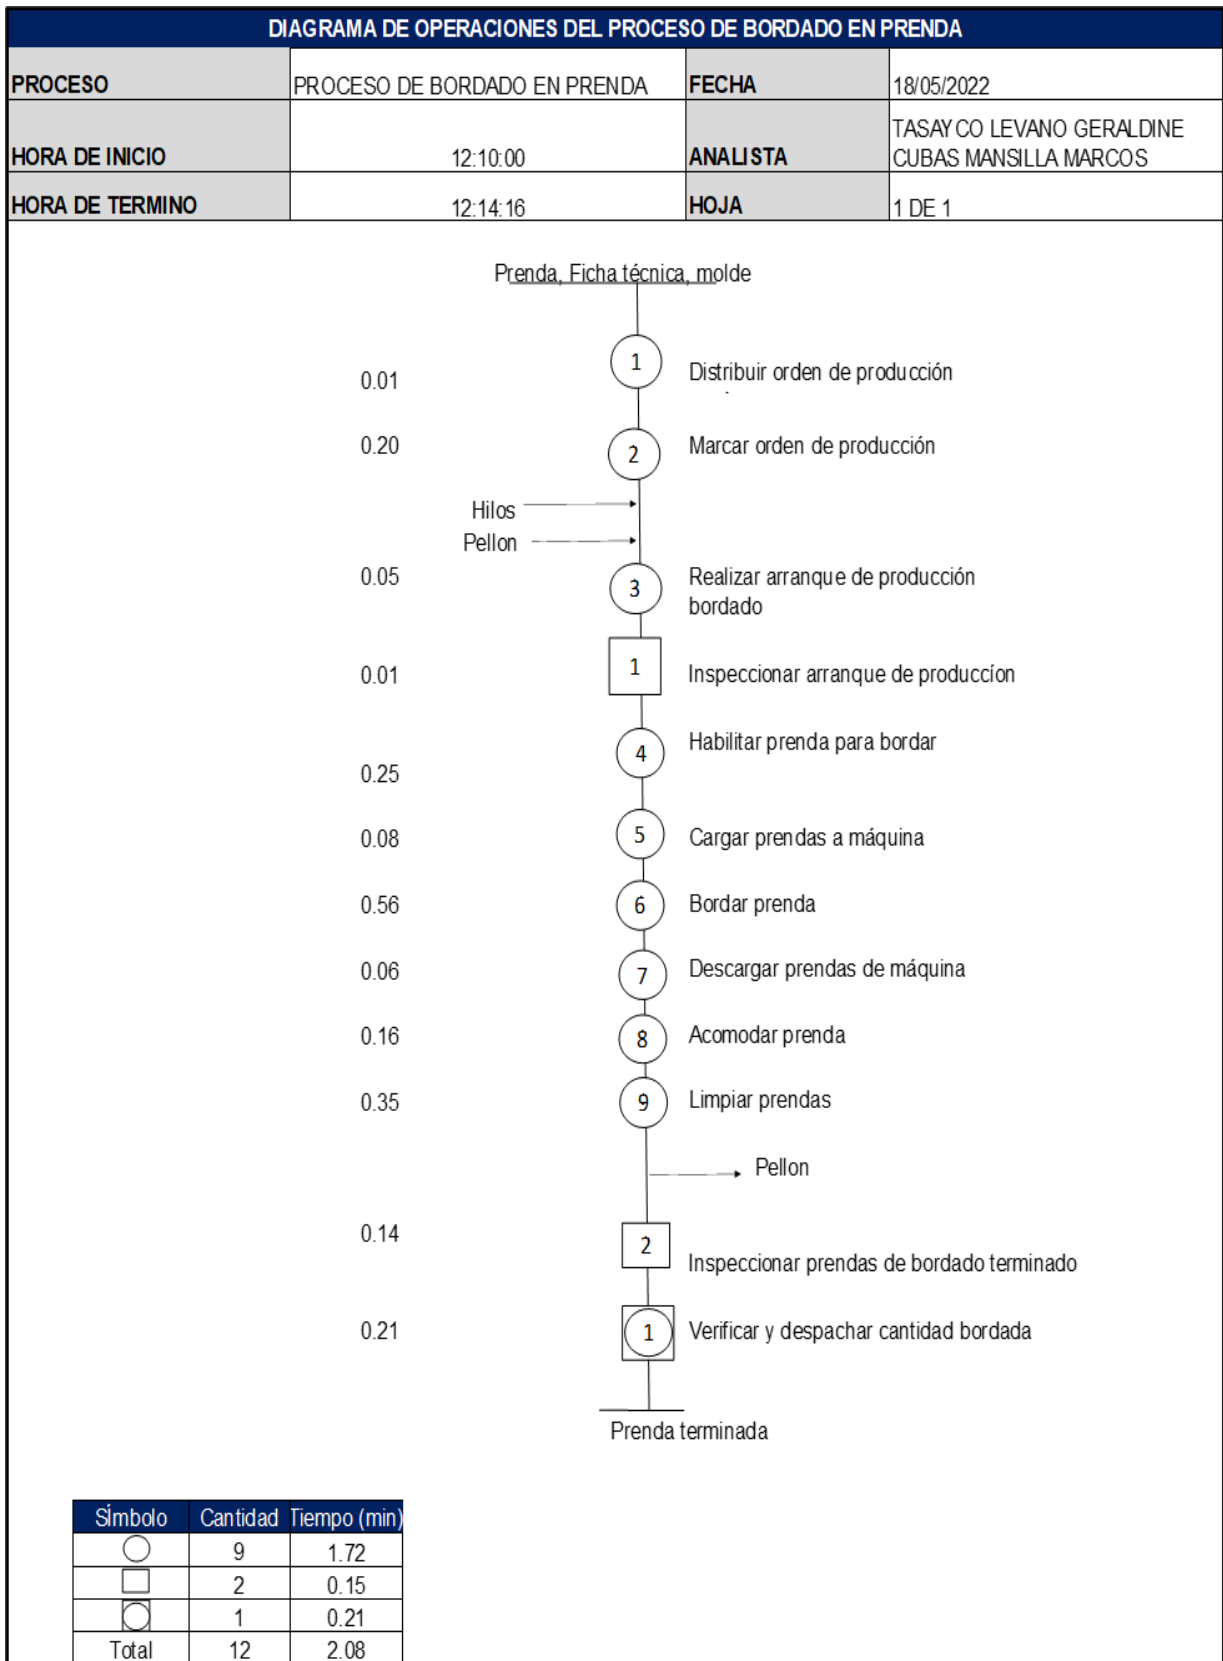 DIAGRAMA DE OPERACIONES DEL PROCESO DE BORDADO EN PRENDA
PROCESO PROCESO DE BORDADO EN PRENDA FECHA 18/05/2022
HORA DE INICIO 12:10:00 ANALISTA TASAYCO LEVANO GERALDINE
CUBAS MANSILLA MARCOS
HORA DE TERMINO 12:14:16 HOJA 1 DE 1
Prenda, Ficha técnica, molde
0.01 1 Distribuir orden de producción
0.20 2 Marcar orden de producción
Hilos
Pellon
0.05 3 Realizar arranque de producción
bordado
0.01 1 Inspeccionar arranque de produccíon
0.25 4 Habilitar prenda para bordar
0.08 5 Cargar prendas a máquina
0.56 6 Bordar prenda
0.06 7 Descargar prendas de máquina
0.16 8 Acomodar prenda
0.35 9 Limpiar prendas
Pellon
0.14 2 Inspeccionar prendas de bordado terminado
0.21 1 Verificar y despachar cantidad bordada
Prenda terminada
Símbolo Cantidad Tiempo (min)
9 1.72
2 0.15
1 0.21
Total 12 2.08